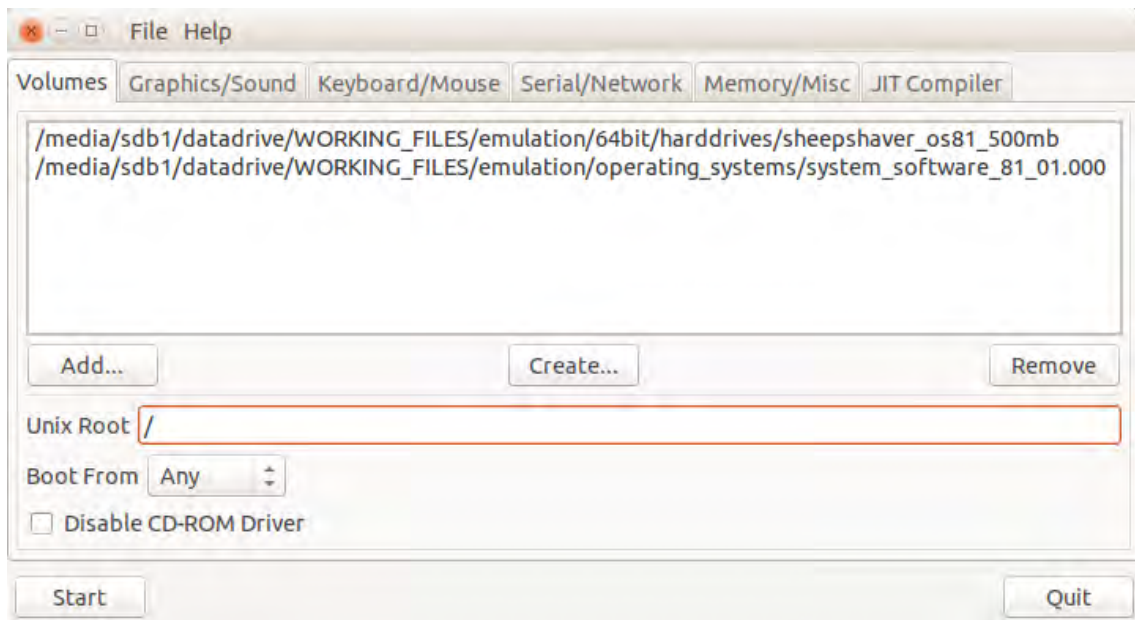 File Help
Volumes Graphics/Sound Keyboard/Mouse Serial/Network Memory/Misc JIT Compiler
/media/sdb1/datadrive/WORKING_FILES/emulation/64bit/harddrives/sheepshaver_os81_500mb
/media/sdb1/datadrive/WORKING_FILES/emulation/operating_systems/system_software_81_01.000
Add... Create... Remove
Unix Root /
Boot From Any
Disable CD-ROM Driver
Start Quit